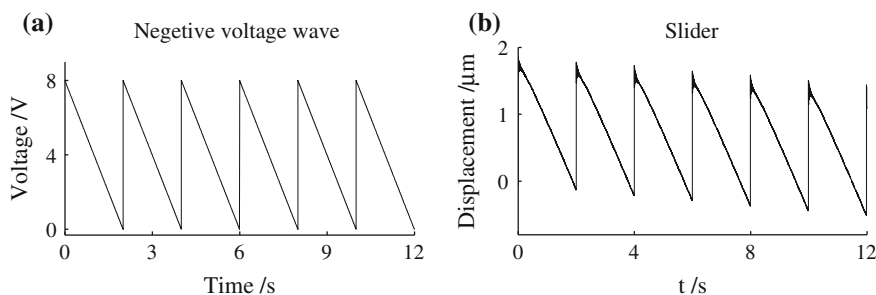 (a)
Negetive voltage wave
Voltage /V
8
4
0
0 3 6 9 12
Time /s
(b)
Slider
Displacement /μm
2
1
0
0 4 8 12
t /s